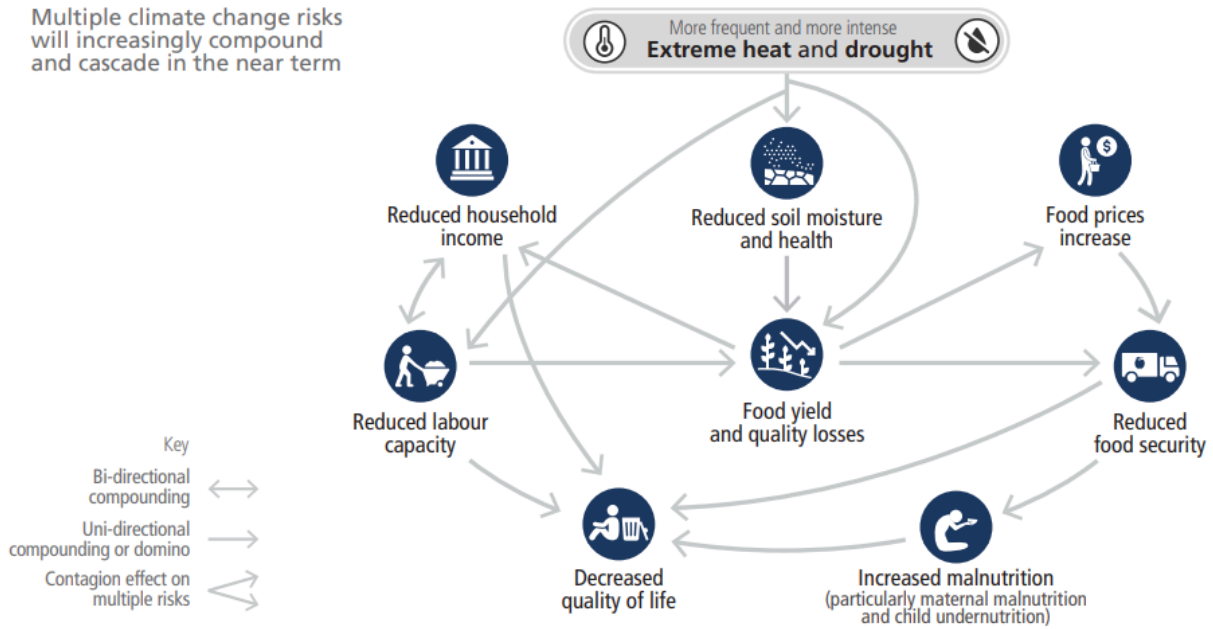 Multiple climate change risks
will increasingly compound
and cascade in the near term
More frequent and more intense
Extreme heat and drought
Reduced household
income
Reduced soil moisture
and health
$
Food prices
increase
Reduced labour
capacity
Food yield
and quality losses
Reduced
food security
Key
Bi-directional
compounding
Uni-directional
compounding or domino
Contagion effect on
multiple risks
Decreased
quality of life
Increased malnutrition
(particularly maternal malnutrition
and child undernutrition)